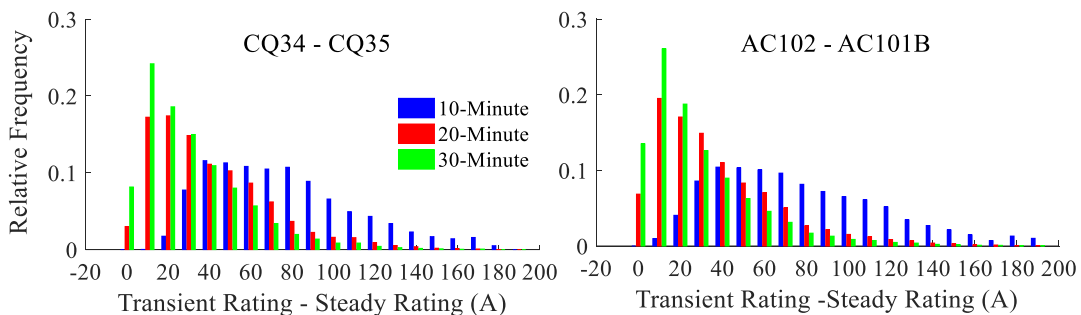 CQ34 - CQ35
Relative Frequency
0.3
0.2
0.1
0
-20 0 20 40 60 80 100 120 140 160 180 200
Transient Rating - Steady Rating (A)
10-Minute
20-Minute
30-Minute
AC102 - AC101B
0.3
0.2
0.1
0
-20 0 20 40 60 80 100 120 140 160 180 200
Transient Rating -Steady Rating (A)